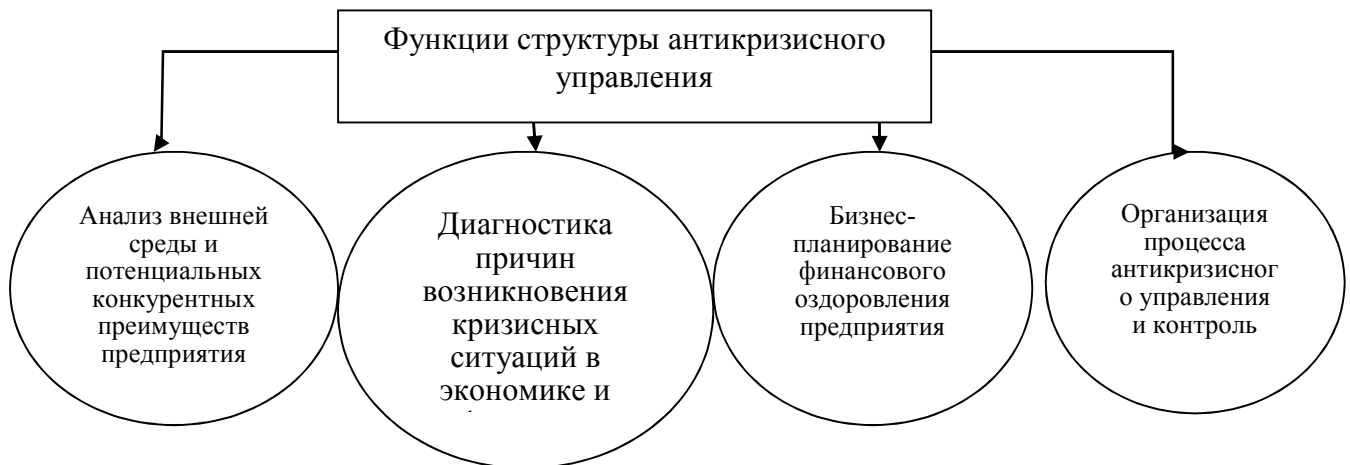 Функции структуры антикризисного
управления
Анализ внешней
среды и
потенциальных
конкурентных
преимуществ
предприятия
Диагностика
причин
возникновения
кризисных
ситуаций в
экономике и
Бизнес-
планирование
финансового
оздоровления
предприятия
Организация
процесса
антикризисног
о управления
и контроль